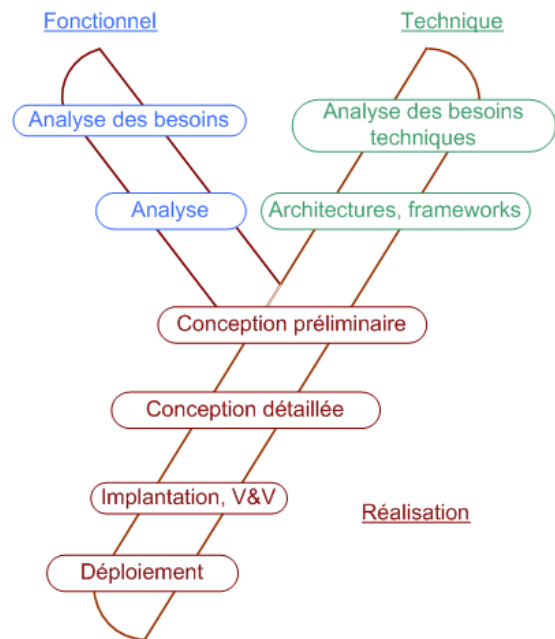 Fonctionnel
Technique
Analyse des besoins
Analyse des besoins
techniques
Analyse
Architectures, frameworks
Conception préliminaire
Conception détaillée
Implantation, V&V
Réalisation
Déploiement